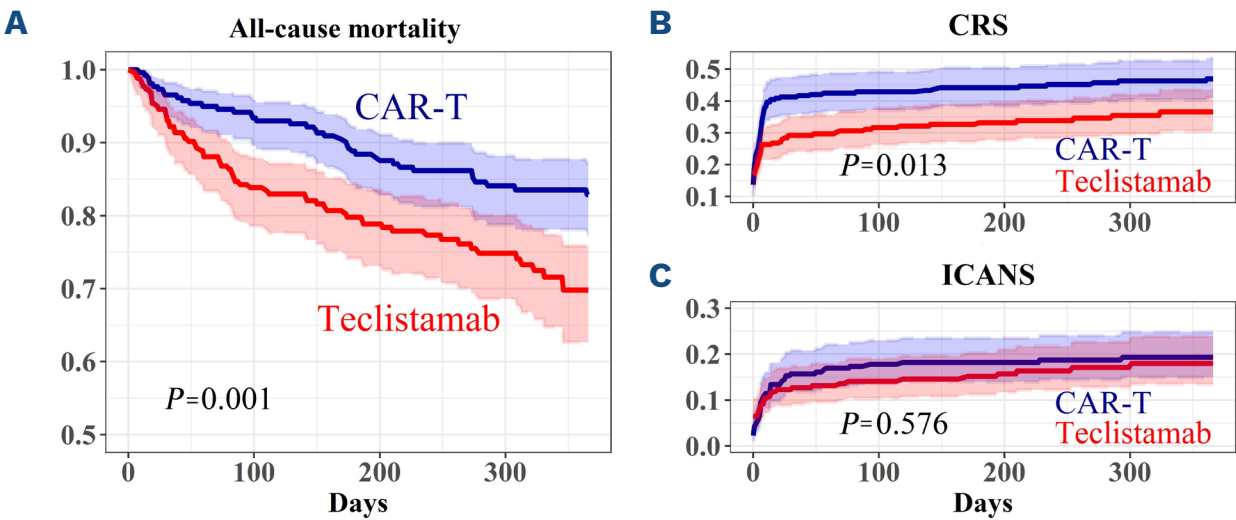 A
All-cause mortality
1.0
0.9
0.8
0.7
0.6
0.5
CAR-T
Teclistamab
P=0.001
0 100 200 300
Days
B
CRS
0.5
0.4
0.3
0.2
0.1
P=0.013
CAR-T
Teclistamab
0 100 200 300
C
ICANS
0.3
0.2
0.1
0.0
P=0.576
CAR-T
Teclistamab
0 100 200 300
Days